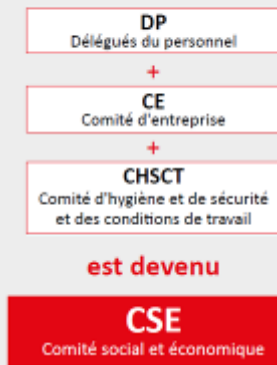 DP
Délégués du personnel
+
CE
Comité d'entreprise
+
CHSCT
Comité d'hygiène et de sécurité
et des conditions de travail
est devenu
CSE
Comité social et économique